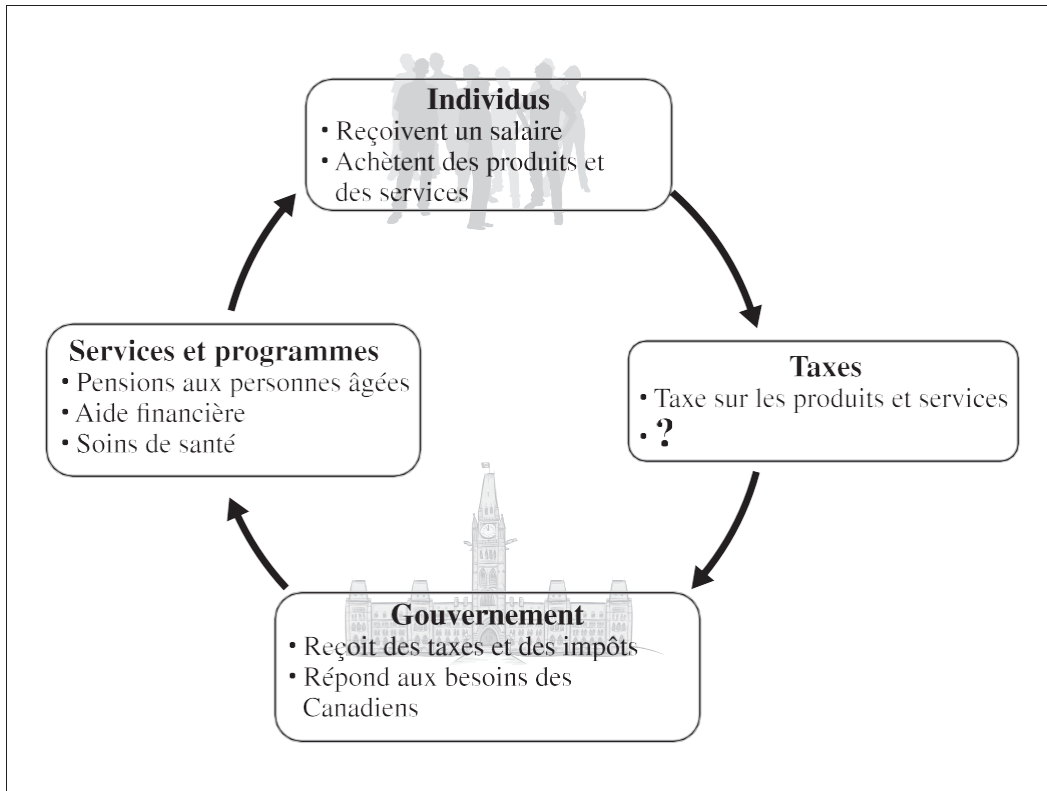 Individus
• Reçoivent un salaire
• Achètent des produits et
des services
Taxes
• Taxe sur les produits et services
• ?
Gouvernement
• Reçoit des taxes et des impôts
• Répond aux besoins des
Canadiens
Services et programmes
• Pensions aux personnes âgées
• Aide financière
• Soins de santé